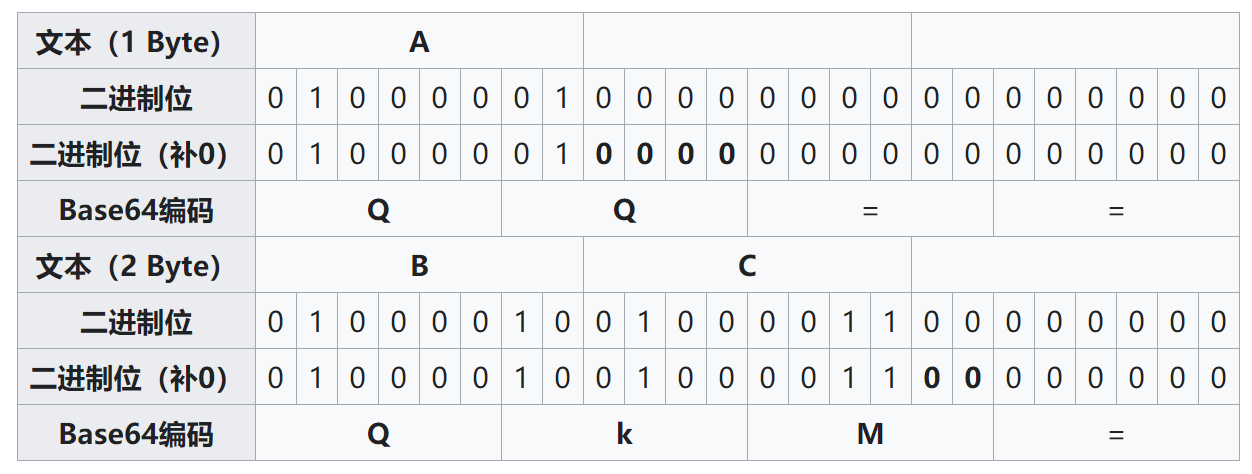 文本（1 Byte） A
二进制位 0 1 0 0 0 0 0 1 0 0 0 0 0 0 0 0 0 0 0 0 0 0 0 0
二进制位（补0） 0 1 0 0 0 0 0 1 0 0 0 0 0 0 0 0 0 0 0 0 0 0 0 0
Base64编码 Q Q = =
文本（2 Byte） B C
二进制位 0 1 0 0 0 0 1 0 0 1 0 0 0 0 1 1 0 0 0 0 0 0 0 0
二进制位（补0） 0 1 0 0 0 0 1 0 0 1 0 0 0 0 1 1 0 0 0 0 0 0 0 0
Base64编码 Q k M =